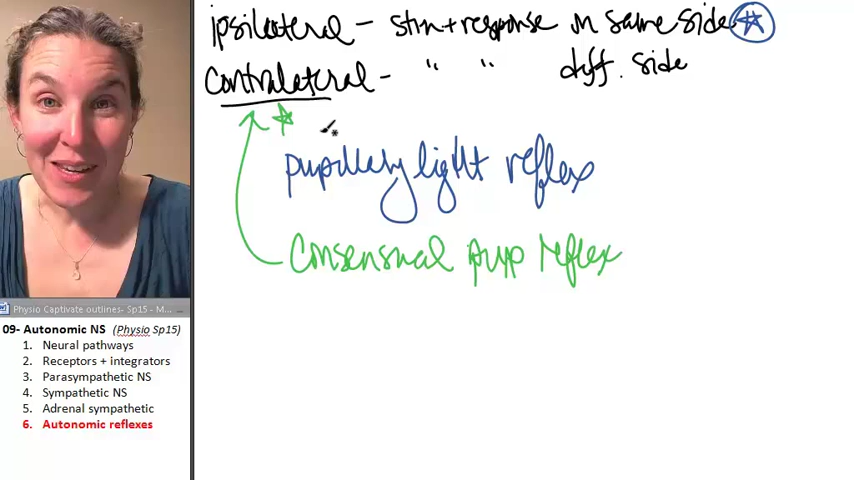 ipsilateral - stim + response in same side
contralateral - " " diff. side
pupillary light reflex
Consensual pup reflex
Physio Captivate outlines- Sp15 - M...
09- Autonomic NS (Physio Sp15)
1. Neural pathways
2. Receptors + integrators
3. Parasympathetic NS
4. Sympathetic NS
5. Adrenal sympathetic
6. Autonomic reflexes